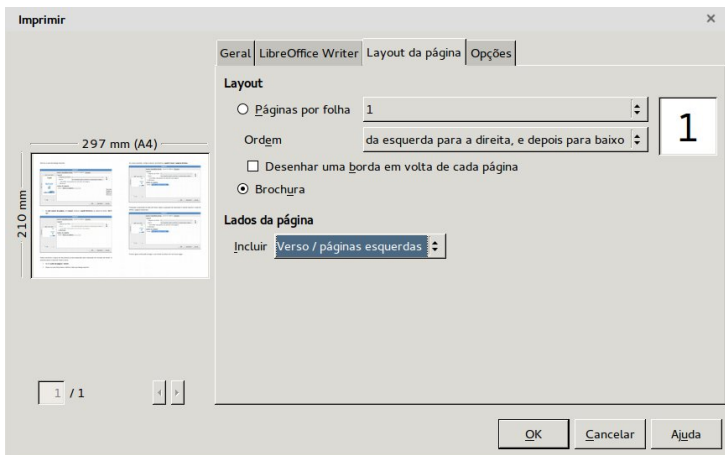 Imprimir
Geral LibreOffice Writer Layout da página Opções
Layout
Páginas por folha 1
Ordem da esquerda para a direita, e depois para baixo
1
Desenhar uma borda em volta de cada página
Brochura
Lados da página
Incluir Verso / páginas esquerdas
297 mm (A4)
210 mm
1 / 1
OK Cancelar Ajuda